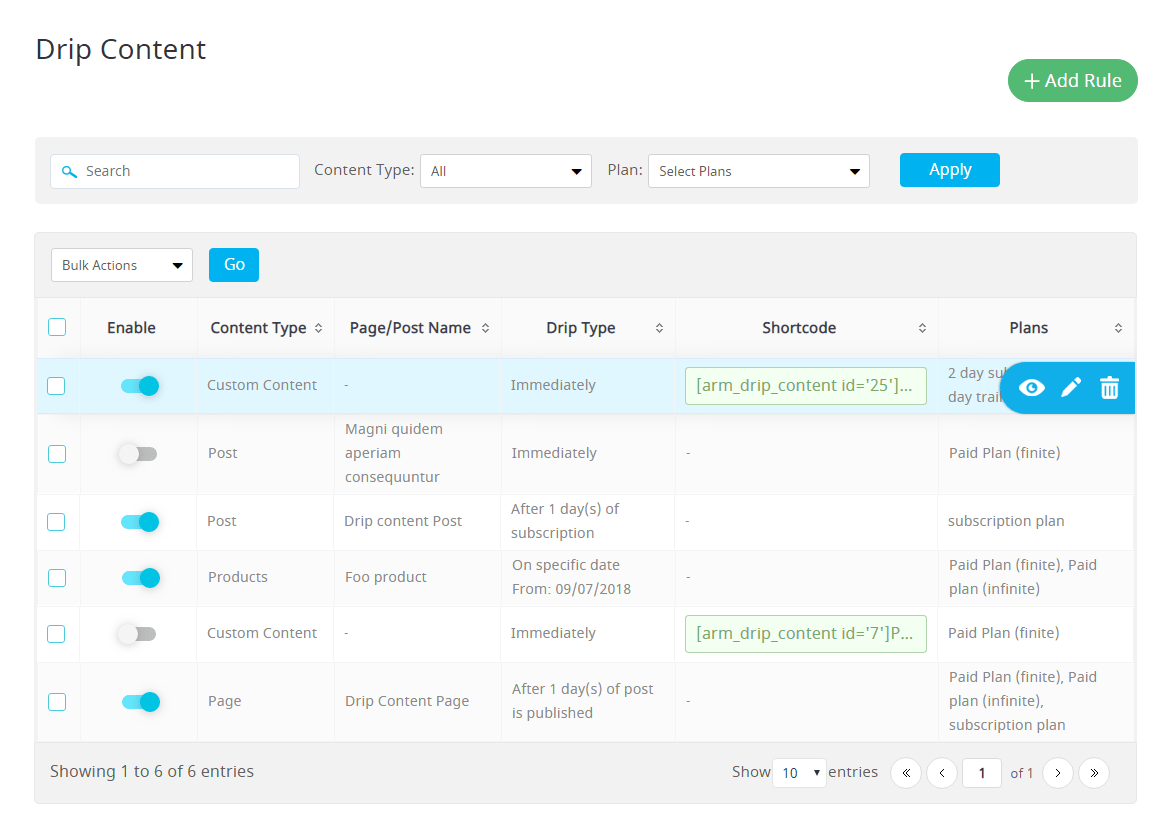 Drip Content
+ Add Rule
Search Content Type: All Plan: Select Plans Apply
Bulk Actions Go
Enable Content Type Page/Post Name Drip Type Shortcode Plans
Custom Content - Immediately [arm_drip_content id='25']... 2 day
day
Post Magni quidem
aperiam
consequuntur Immediately - Paid Plan (finite)
Post Drip content Post After 1 day(s) of
subscription - subscription plan
Products Foo product On specific date
From: 09/07/2018 - Paid Plan (finite), Paid
plan (infinite)
Custom Content - Immediately [arm_drip_content id='7']P... Paid Plan (finite)
Page Drip Content Page After 1 day(s) of post
is published - Paid Plan (finite), Paid
plan (infinite),
subscription plan
Showing 1 to 6 of 6 entries Show 10 entries « ‹ 1 of 1 › »